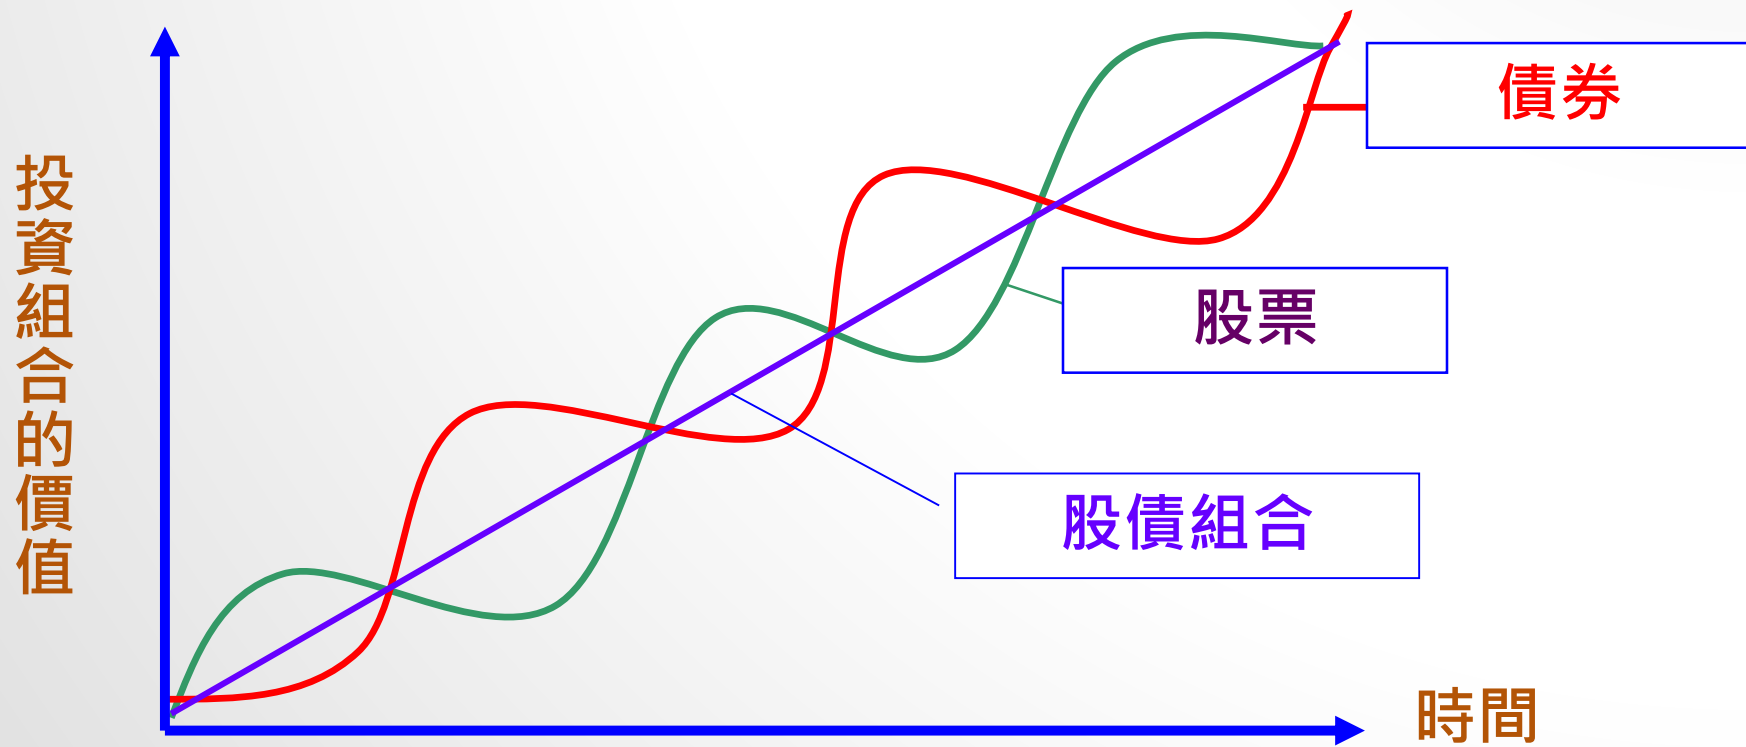 投資組合的價值
債券
股票
股債組合
時間